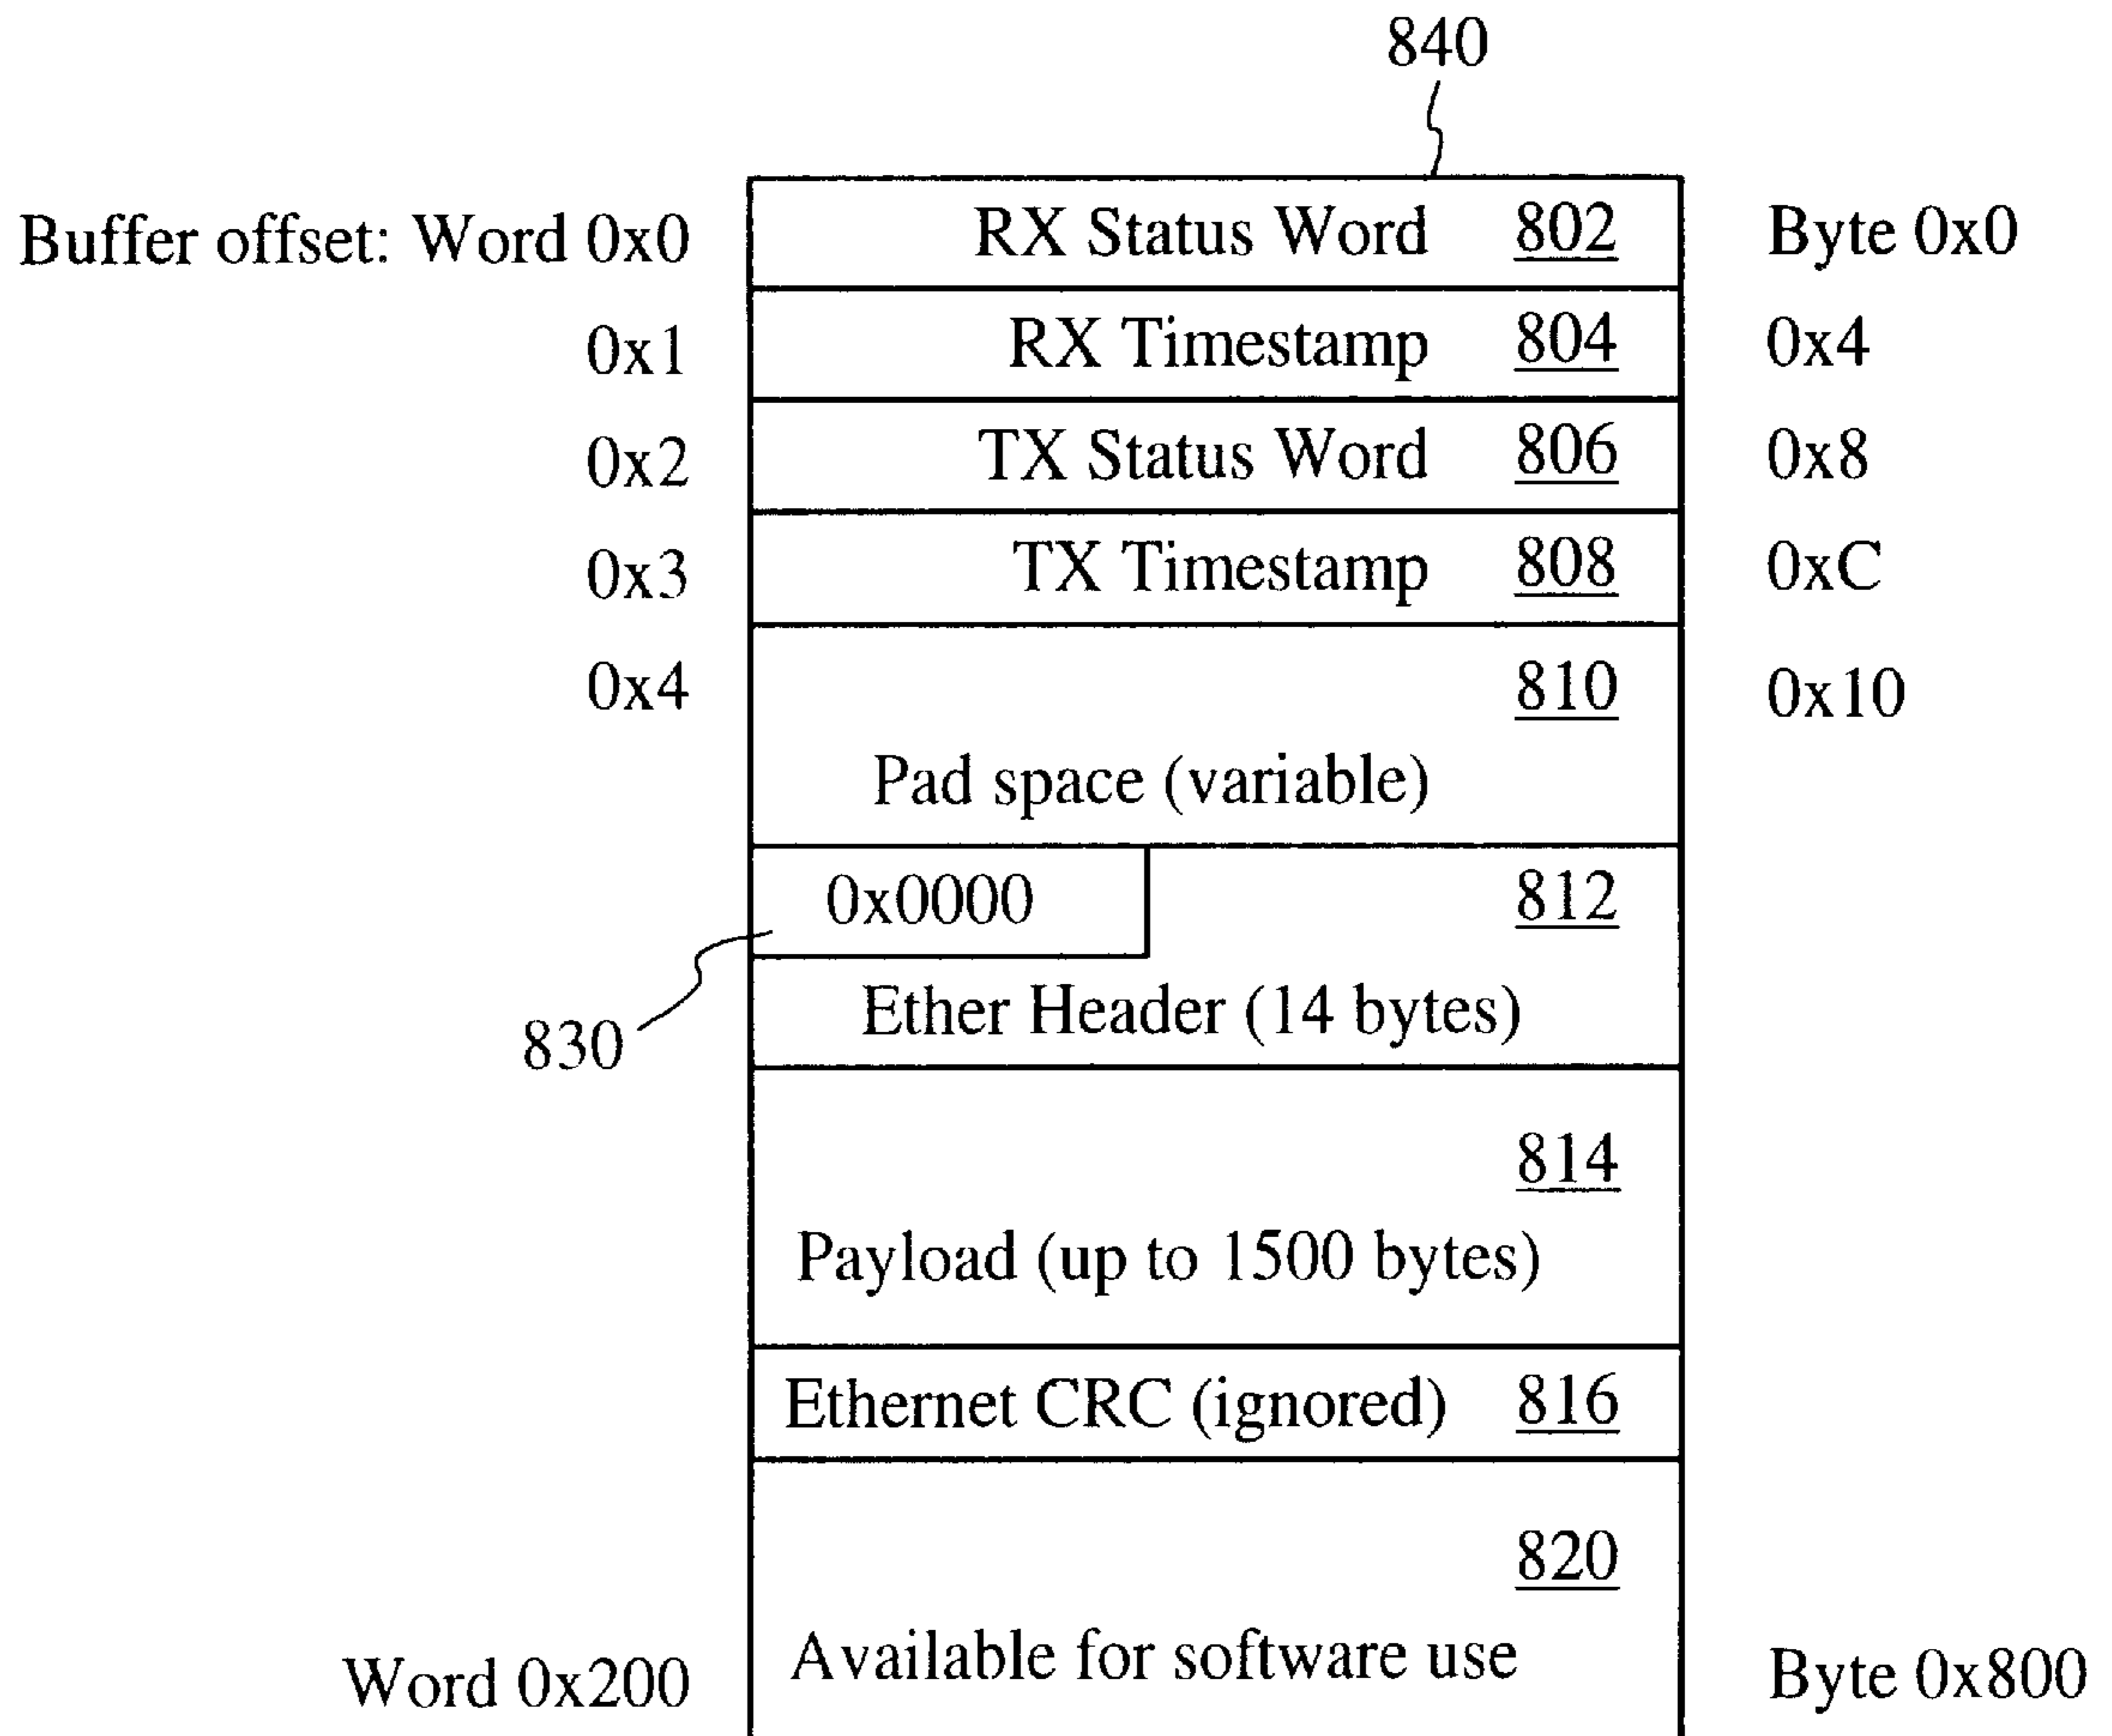 840
Buffer offset: Word 0x0 RX Status Word 802 Byte 0x0
0x1 RX Timestamp 804 0x4
0x2 TX Status Word 806 0x8
0x3 TX Timestamp 808 0xC
0x4 810 0x10
Pad space (variable)
0x0000 812
Ether Header (14 bytes)
830
814
Payload (up to 1500 bytes)
Ethernet CRC (ignored) 816
820
Word 0x200 Available for software use Byte 0x800